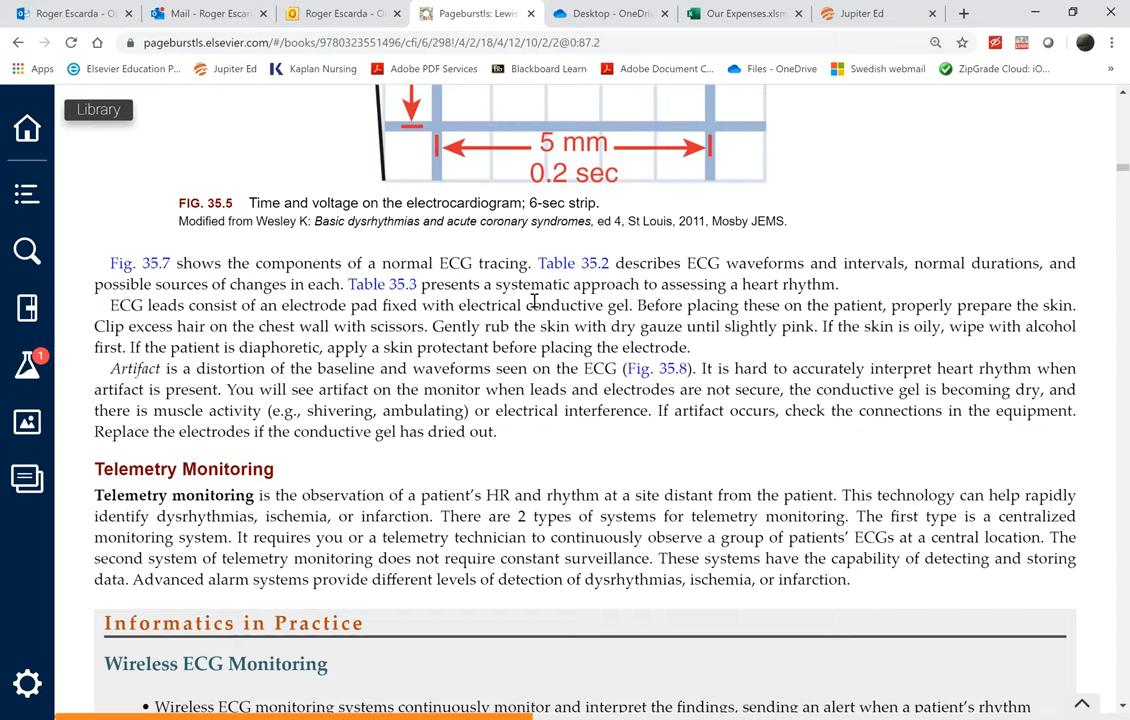 Roger Escarda - Ou
Mail - Roger Escar
Roger Escarda - O
Pageburstls: Lewis
Desktop - OneDriv
Our Expenses.xlsm
Jupiter Ed
pageburstls.elsevier.com/#/books/9780323551496/cfi/6/298!/4/2/18/4/12/10/2/2@0:87.2
Apps
Elsevier Education P...
Jupiter Ed
Kaplan Nursing
Adobe PDF Services
Blackboard Learn
Adobe Document C...
Files - OneDrive
Swedish webmail
ZipGrade Cloud: iO...
»
Library
5 mm
0.2 sec
FIG. 35.5 Time and voltage on the electrocardiogram; 6-sec strip.
Modified from Wesley K: Basic dysrhythmias and acute coronary syndromes, ed 4, St Louis, 2011, Mosby JEMS.
Fig. 35.7 shows the components of a normal ECG tracing. Table 35.2 describes ECG waveforms and intervals, normal durations, and
possible sources of changes in each. Table 35.3 presents a systematic approach to assessing a heart rhythm.
ECG leads consist of an electrode pad fixed with electrical conductive gel. Before placing these on the patient, properly prepare the skin.
Clip excess hair on the chest wall with scissors. Gently rub the skin with dry gauze until slightly pink. If the skin is oily, wipe with alcohol
first. If the patient is diaphoretic, apply a skin protectant before placing the electrode.
Artifact is a distortion of the baseline and waveforms seen on the ECG (Fig. 35.8). It is hard to accurately interpret heart rhythm when
artifact is present. You will see artifact on the monitor when leads and electrodes are not secure, the conductive gel is becoming dry, and
there is muscle activity (e.g., shivering, ambulating) or electrical interference. If artifact occurs, check the connections in the equipment.
Replace the electrodes if the conductive gel has dried out.
1
Telemetry Monitoring
Telemetry monitoring is the observation of a patient's HR and rhythm at a site distant from the patient. This technology can help rapidly
identify dysrhythmias, ischemia, or infarction. There are 2 types of systems for telemetry monitoring. The first type is a centralized
monitoring system. It requires you or a telemetry technician to continuously observe a group of patients' ECGs at a central location. The
second system of telemetry monitoring does not require constant surveillance. These systems have the capability of detecting and storing
data. Advanced alarm systems provide different levels of detection of dysrhythmias, ischemia, or infarction.
Informatics in Practice
Wireless ECG Monitoring
• Wireless ECG monitoring systems continuously monitor and interpret the findings, sending an alert when a patient's rhythm